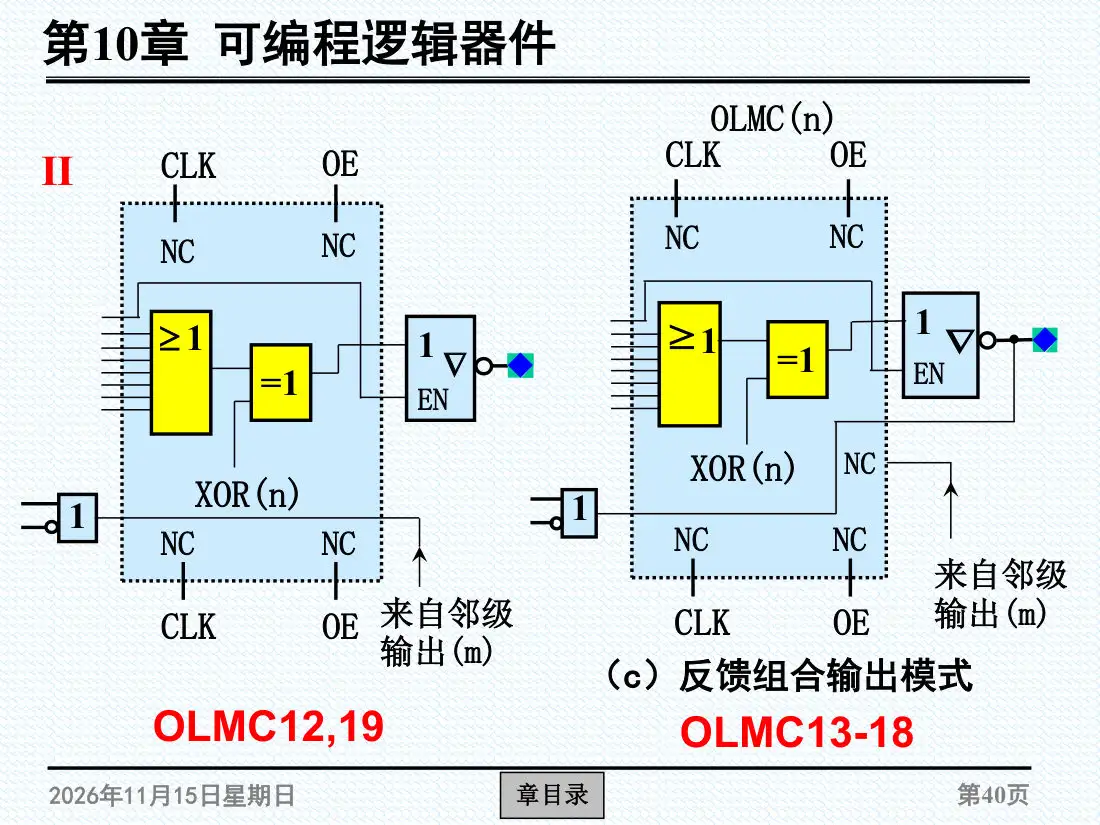 第10章 可编程逻辑器件
II
CLK
OE
NC
NC
≥1
=1
1
▽
EN
XOR(n)
1
NC
NC
CLK
OE
来自邻级
输出(m)
OLMC12,19
OLMC(n)
CLK
OE
NC
NC
≥1
=1
1
▽
EN
XOR(n)
NC
1
NC
NC
CLK
OE
来自邻级
输出(m)
（c）反馈组合输出模式
OLMC13-18
2026年11月15日星期日
章目录
第40页